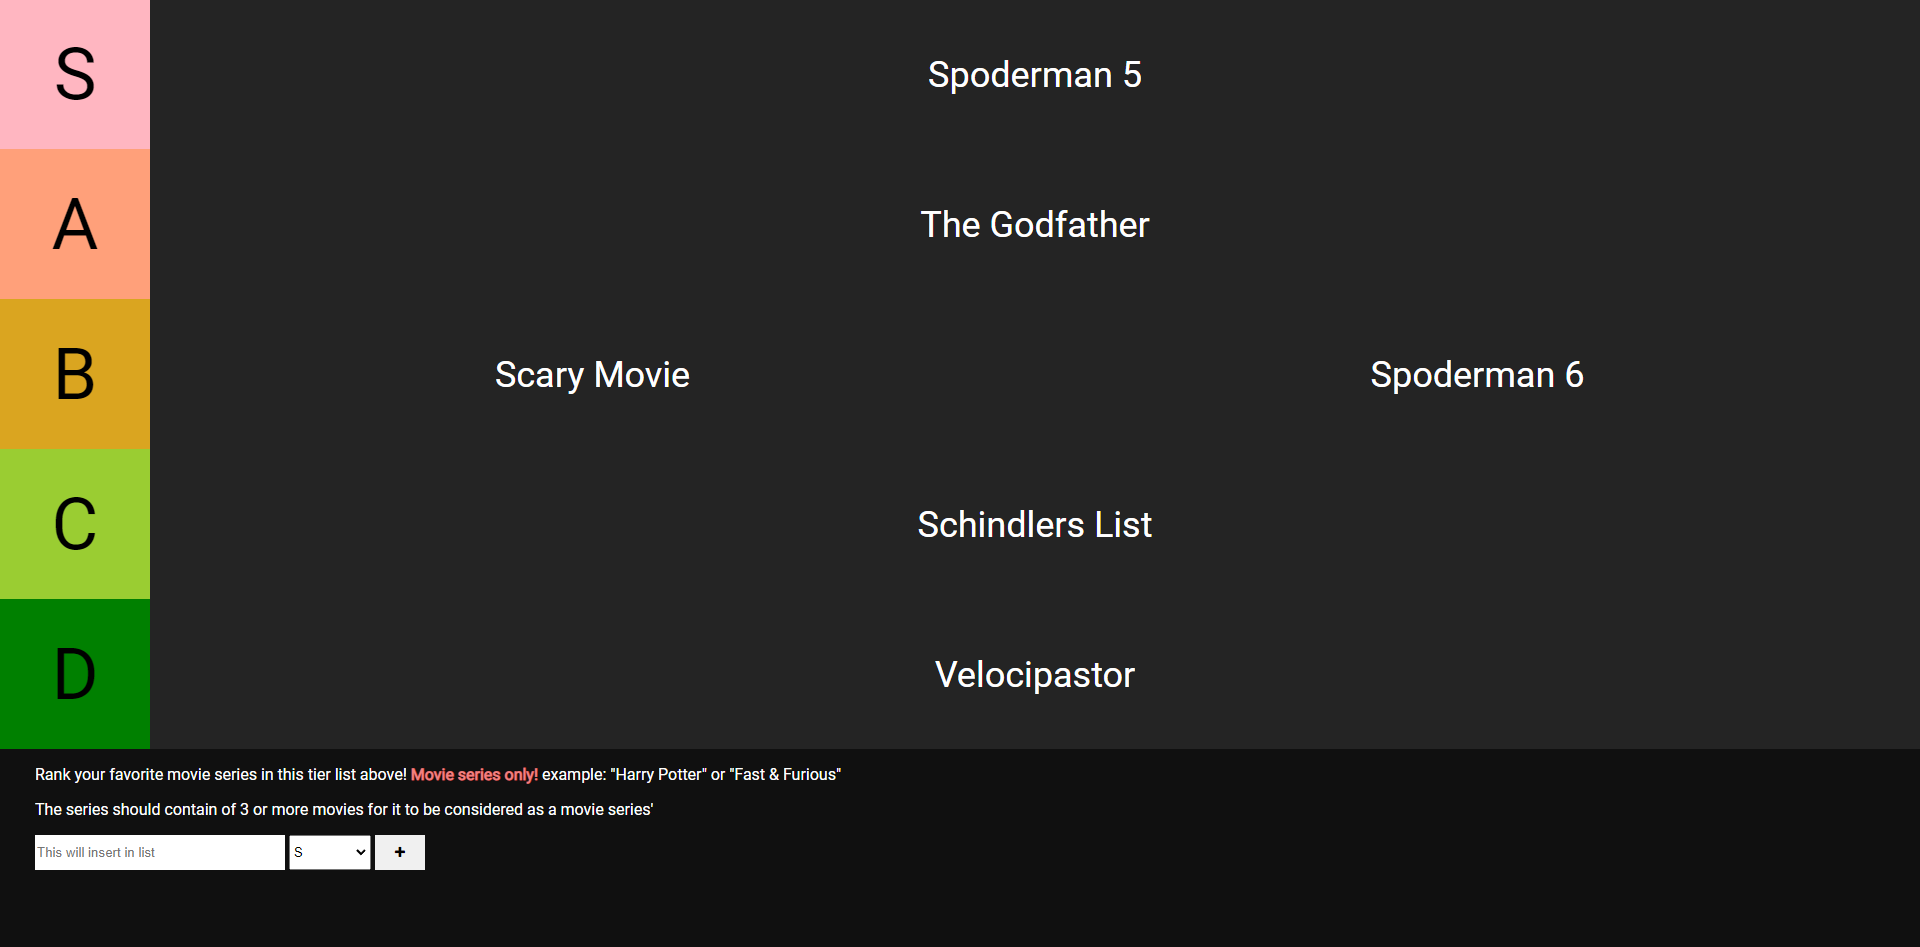 S
Spoderman 5
A
The Godfather
B
Scary Movie Spoderman 6
C
Schindlers List
D
Velocipastor
Rank your favorite movie series in this tier list above! Movie series only! example: "Harry Potter" or "Fast & Furious"
The series should contain of 3 or more movies for it to be considered as a movie series'
This will insert in list S +